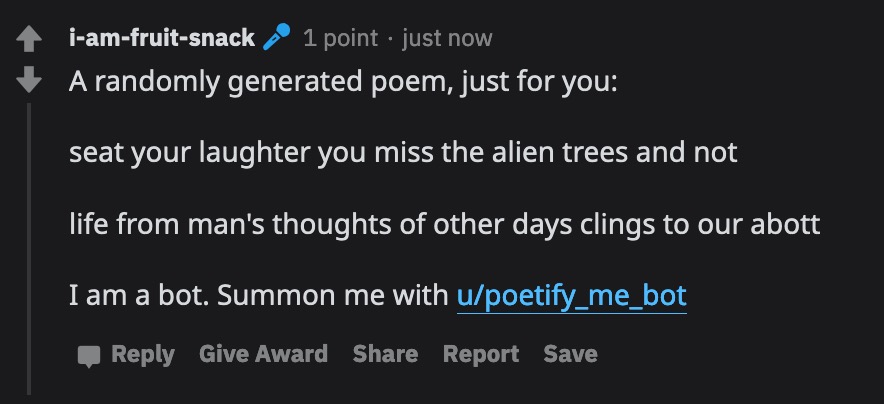 i-am-fruit-snack 1 point · just now
A randomly generated poem, just for you:
seat your laughter you miss the alien trees and not
life from man's thoughts of other days clings to our abott
I am a bot. Summon me with u/poetify_me_bot
Reply Give Award Share Report Save